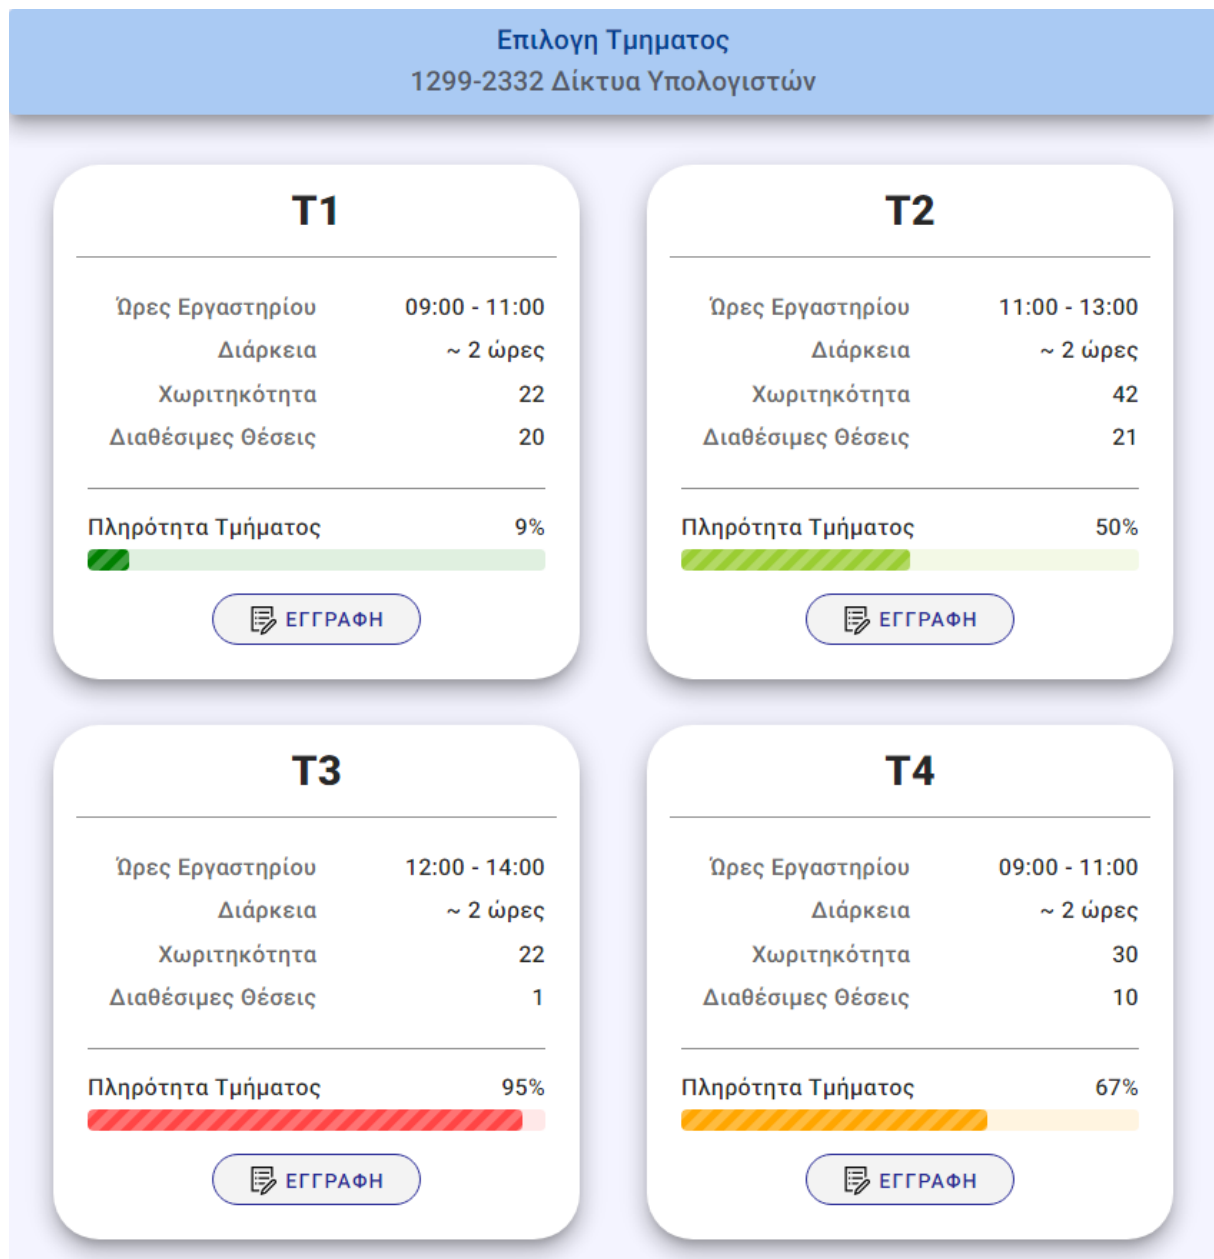 Επιλογη Τμηματος
1299-2332 Δίκτυα Υπολογιστών
T1
Ώρες Εργαστηρίου 09:00 - 11:00
Διάρκεια ~ 2 ώρες
Χωριτηκότητα 22
Διαθέσιμες Θέσεις 20
Πληρότητα Τμήματος 9%
ΕΓΓΡΑΦΗ
T2
Ώρες Εργαστηρίου 11:00 - 13:00
Διάρκεια ~ 2 ώρες
Χωριτηκότητα 42
Διαθέσιμες Θέσεις 21
Πληρότητα Τμήματος 50%
ΕΓΓΡΑΦΗ
T3
Ώρες Εργαστηρίου 12:00 - 14:00
Διάρκεια ~ 2 ώρες
Χωριτηκότητα 22
Διαθέσιμες Θέσεις 1
Πληρότητα Τμήματος 95%
ΕΓΓΡΑΦΗ
T4
Ώρες Εργαστηρίου 09:00 - 11:00
Διάρκεια ~ 2 ώρες
Χωριτηκότητα 30
Διαθέσιμες Θέσεις 10
Πληρότητα Τμήματος 67%
ΕΓΓΡΑΦΗ